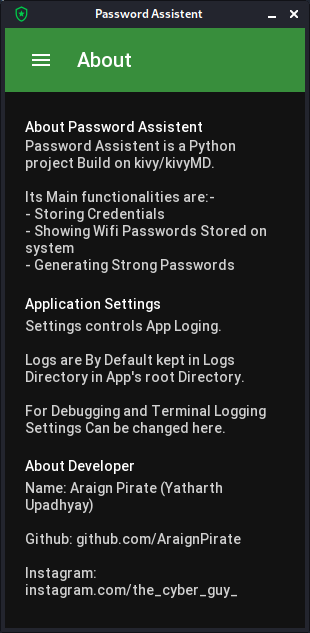 Password Assistent
About
About Password Assistent
Password Assistent is a Python
project Build on kivy/kivyMD.
Its Main functionalities are:-
- Storing Credentials
- Showing Wifi Passwords Stored on
system
- Generating Strong Passwords
Application Settings
Settings controls App Loging.
Logs are By Default kept in Logs
Directory in App's root Directory.
For Debugging and Terminal Logging
Settings Can be changed here.
About Developer
Name: Araign Pirate (Yatharth
Upadhyay)
Github: github.com/AraignPirate
Instagram:
instagram.com/the_cyber_guy_